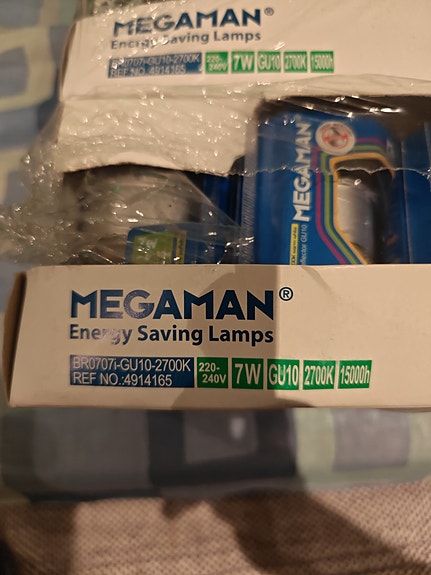 MEGAMAN®
Energy Saving Lamps
BR0707i-GU10-2700K
REF NO.:4914165
220-
240V
7W GU10 2700K 15000h
MEGAMAN®
MEGAMAN®
Energy Saving Lamps
BR0707i-GU10-2700K
REF NO.:4914165
220-
240V
7W GU10 2700K 15000h